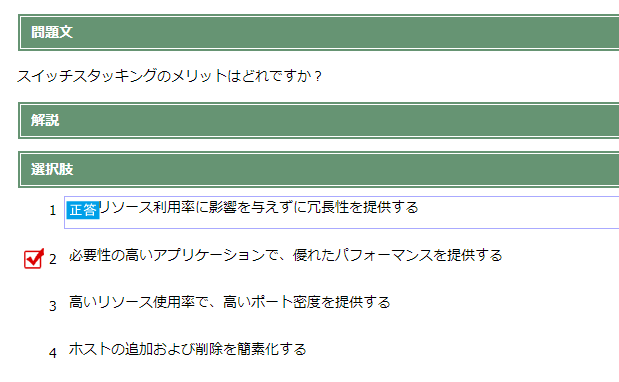 問題文
スイッチスタッキングのメリットはどれですか？
解説
選択肢
1 正答 リソース利用率に影響を与えずに冗長性を提供する
2 必要性の高いアプリケーションで、優れたパフォーマンスを提供する
3 高いリソース使用率で、高いポート密度を提供する
4 ホストの追加および削除を簡素化する